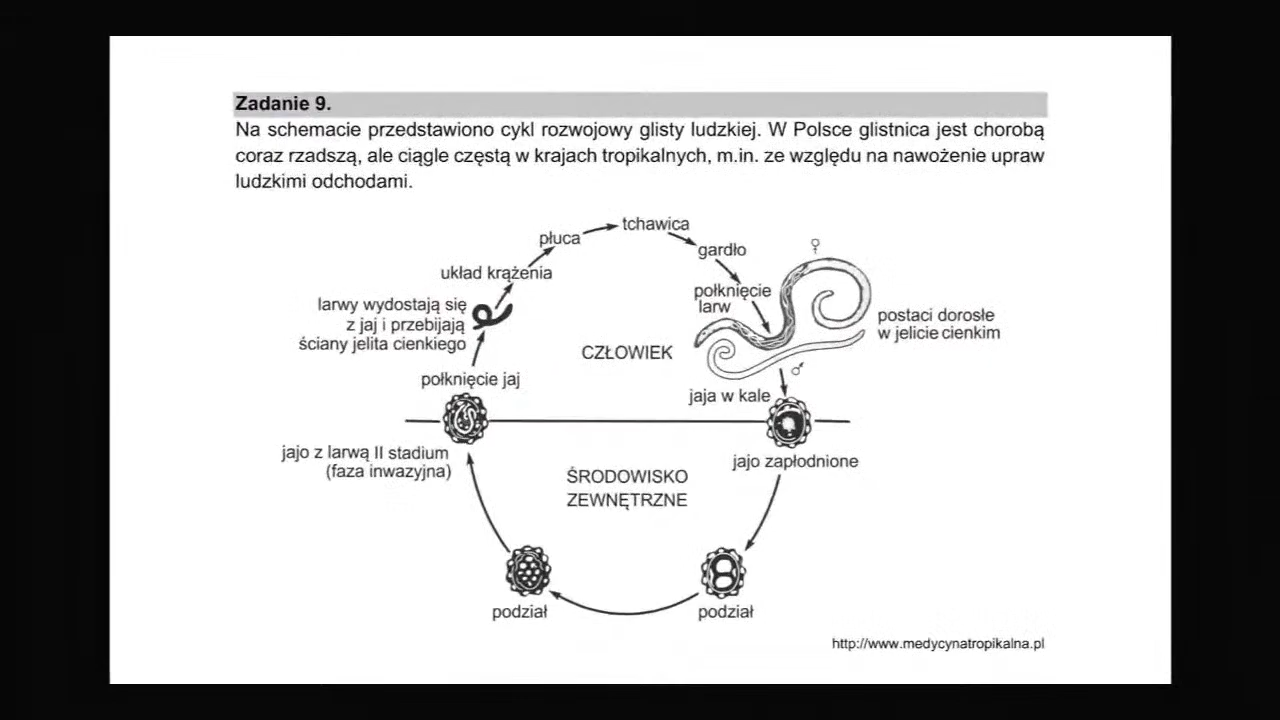 Zadanie 9.
Na schemacie przedstawiono cykl rozwojowy glisty ludzkiej. W Polsce glistnica jest chorobą
coraz rzadszą, ale ciągle częstą w krajach tropikalnych, m.in. ze względu na nawożenie upraw
ludzkimi odchodami.
tchawica
płuca
gardło
♀
układ krążenia
połknięcie
larw
larwy wydostają się
z jaj i przebijają
ściany jelita cienkiego
postaci dorosłe
w jelicie cienkim
CZŁOWIEK
♂
połknięcie jaj
jaja w kale
jajo z larwą II stadium
(faza inwazyjna)
jajo zapłodnione
ŚRODOWISKO
ZEWNĘTRZNE
podział
podział
http://www.medycynatropikalna.pl